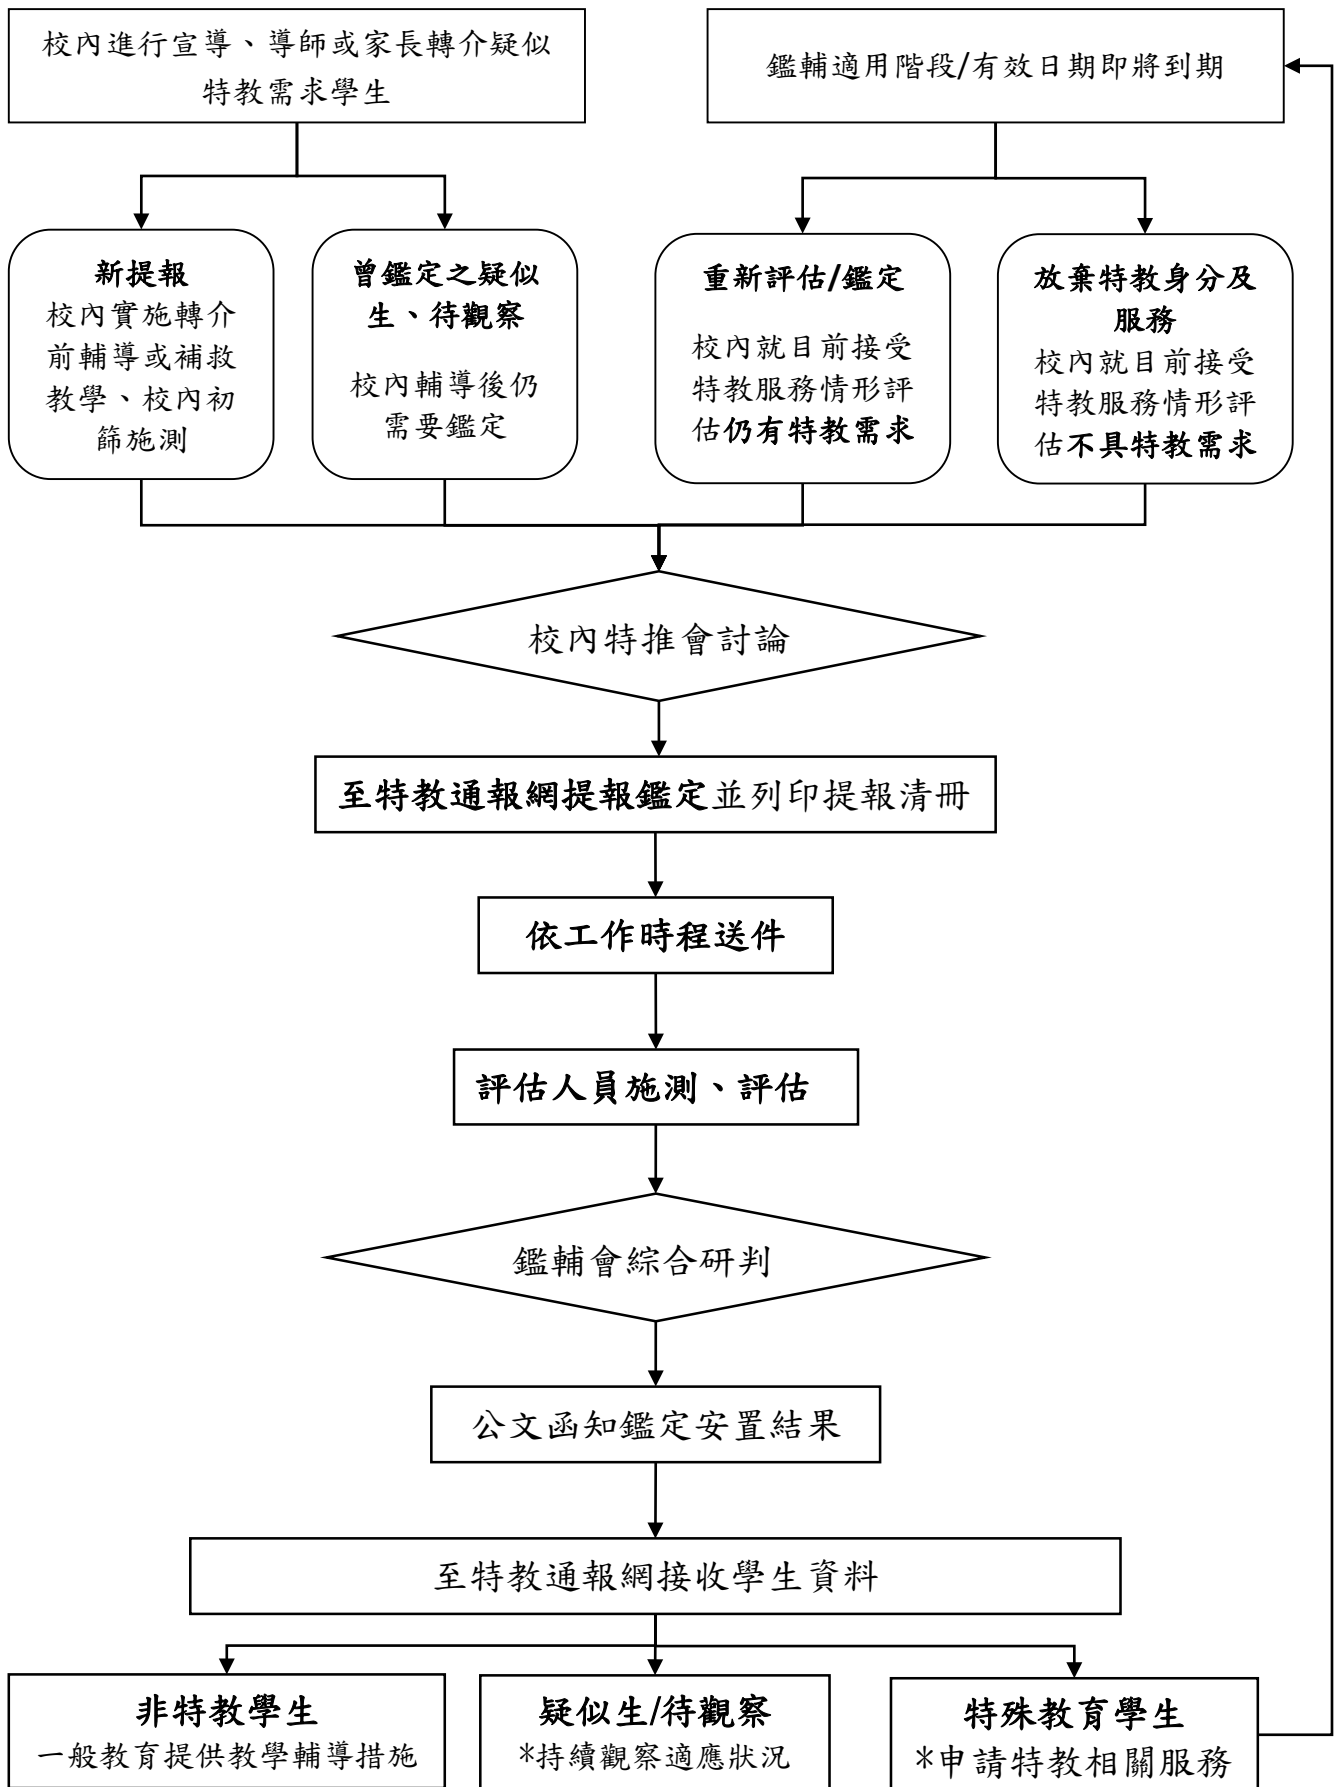 校內進行宣導、導師或家長轉介疑似
特教需求學生
鑑輔適用階段/有效日期即將到期
新提報
校內實施轉介
前輔導或補救
教學、校內初
篩施測
曾鑑定之疑似
生、待觀察
校內輔導後仍
需要鑑定
重新評估/鑑定
校內就目前接受
特教服務情形評
估仍有特教需求
放棄特教身分及
服務
校內就目前接受
特教服務情形評
估不具特教需求
校內特推會討論
至特教通報網提報鑑定並列印提報清冊
依工作時程送件
評估人員施測、評估
鑑輔會綜合研判
公文函知鑑定安置結果
至特教通報網接收學生資料
非特教學生
一般教育提供教學輔導措施
疑似生/待觀察
*持續觀察適應狀況
特殊教育學生
*申請特教相關服務